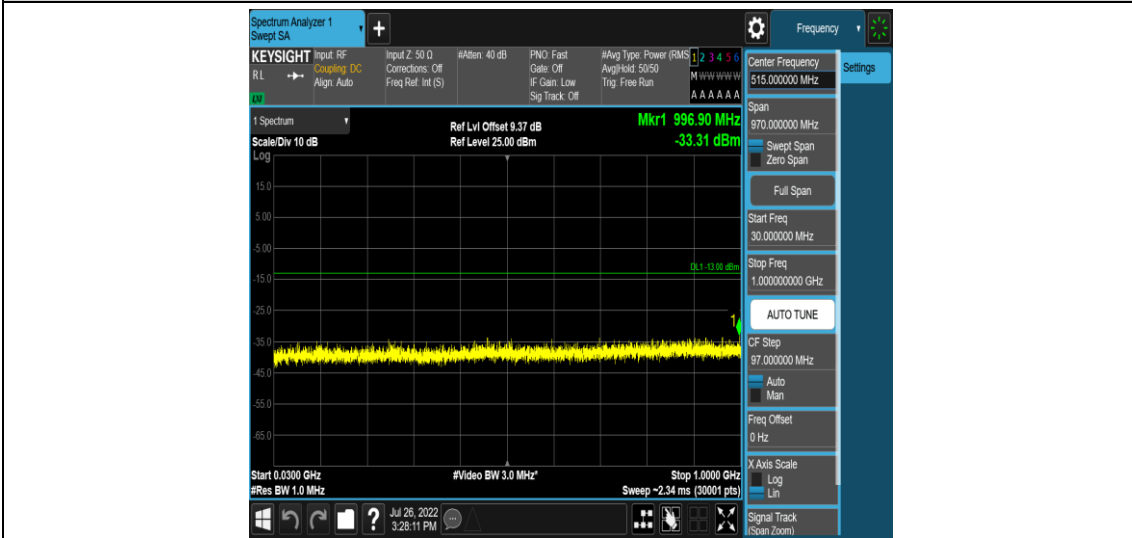 Spectrum Analyzer 1
Swept SA
+
Frequency
KEYSIGHT
RL
Input: RF
Coupling: DC
Align: Auto
Input Z: 50 Ω
Corrections: Off
Freq Ref: Int (S)
#Atten: 40 dB
PNO: Fast
Gate: Off
IF Gain: Low
Sig Track: Off
#Avg Type: Power (RMS
Avg|Hold: 50/50
Trig: Free Run
1 2 3 4 5 6
M W W W W W
A A A A A A
1 Spectrum
Scale/Div 10 dB
Log
Ref Lvl Offset 9.37 dB
Ref Level 25.00 dBm
Mkr1 996.90 MHz
-33.31 dBm
15.0
5.00
-5.00
DL1 -13.00 dBm
-15.0
-25.0
1
-35.0
-45.0
-55.0
-65.0
Start 0.0300 GHz
#Res BW 1.0 MHz
#Video BW 3.0 MHz*
Stop 1.0000 GHz
Sweep ~2.34 ms (30001 pts)
?
Jul 26, 2022
3:28:11 PM
Center Frequency
515.000000 MHz
Settings
Span
970.000000 MHz
Swept Span
Zero Span
Full Span
Start Freq
30.000000 MHz
Stop Freq
1.000000000 GHz
AUTO TUNE
CF Step
97.000000 MHz
Auto
Man
Freq Offset
0 Hz
X Axis Scale
Log
Lin
Signal Track
(Span Zoom)